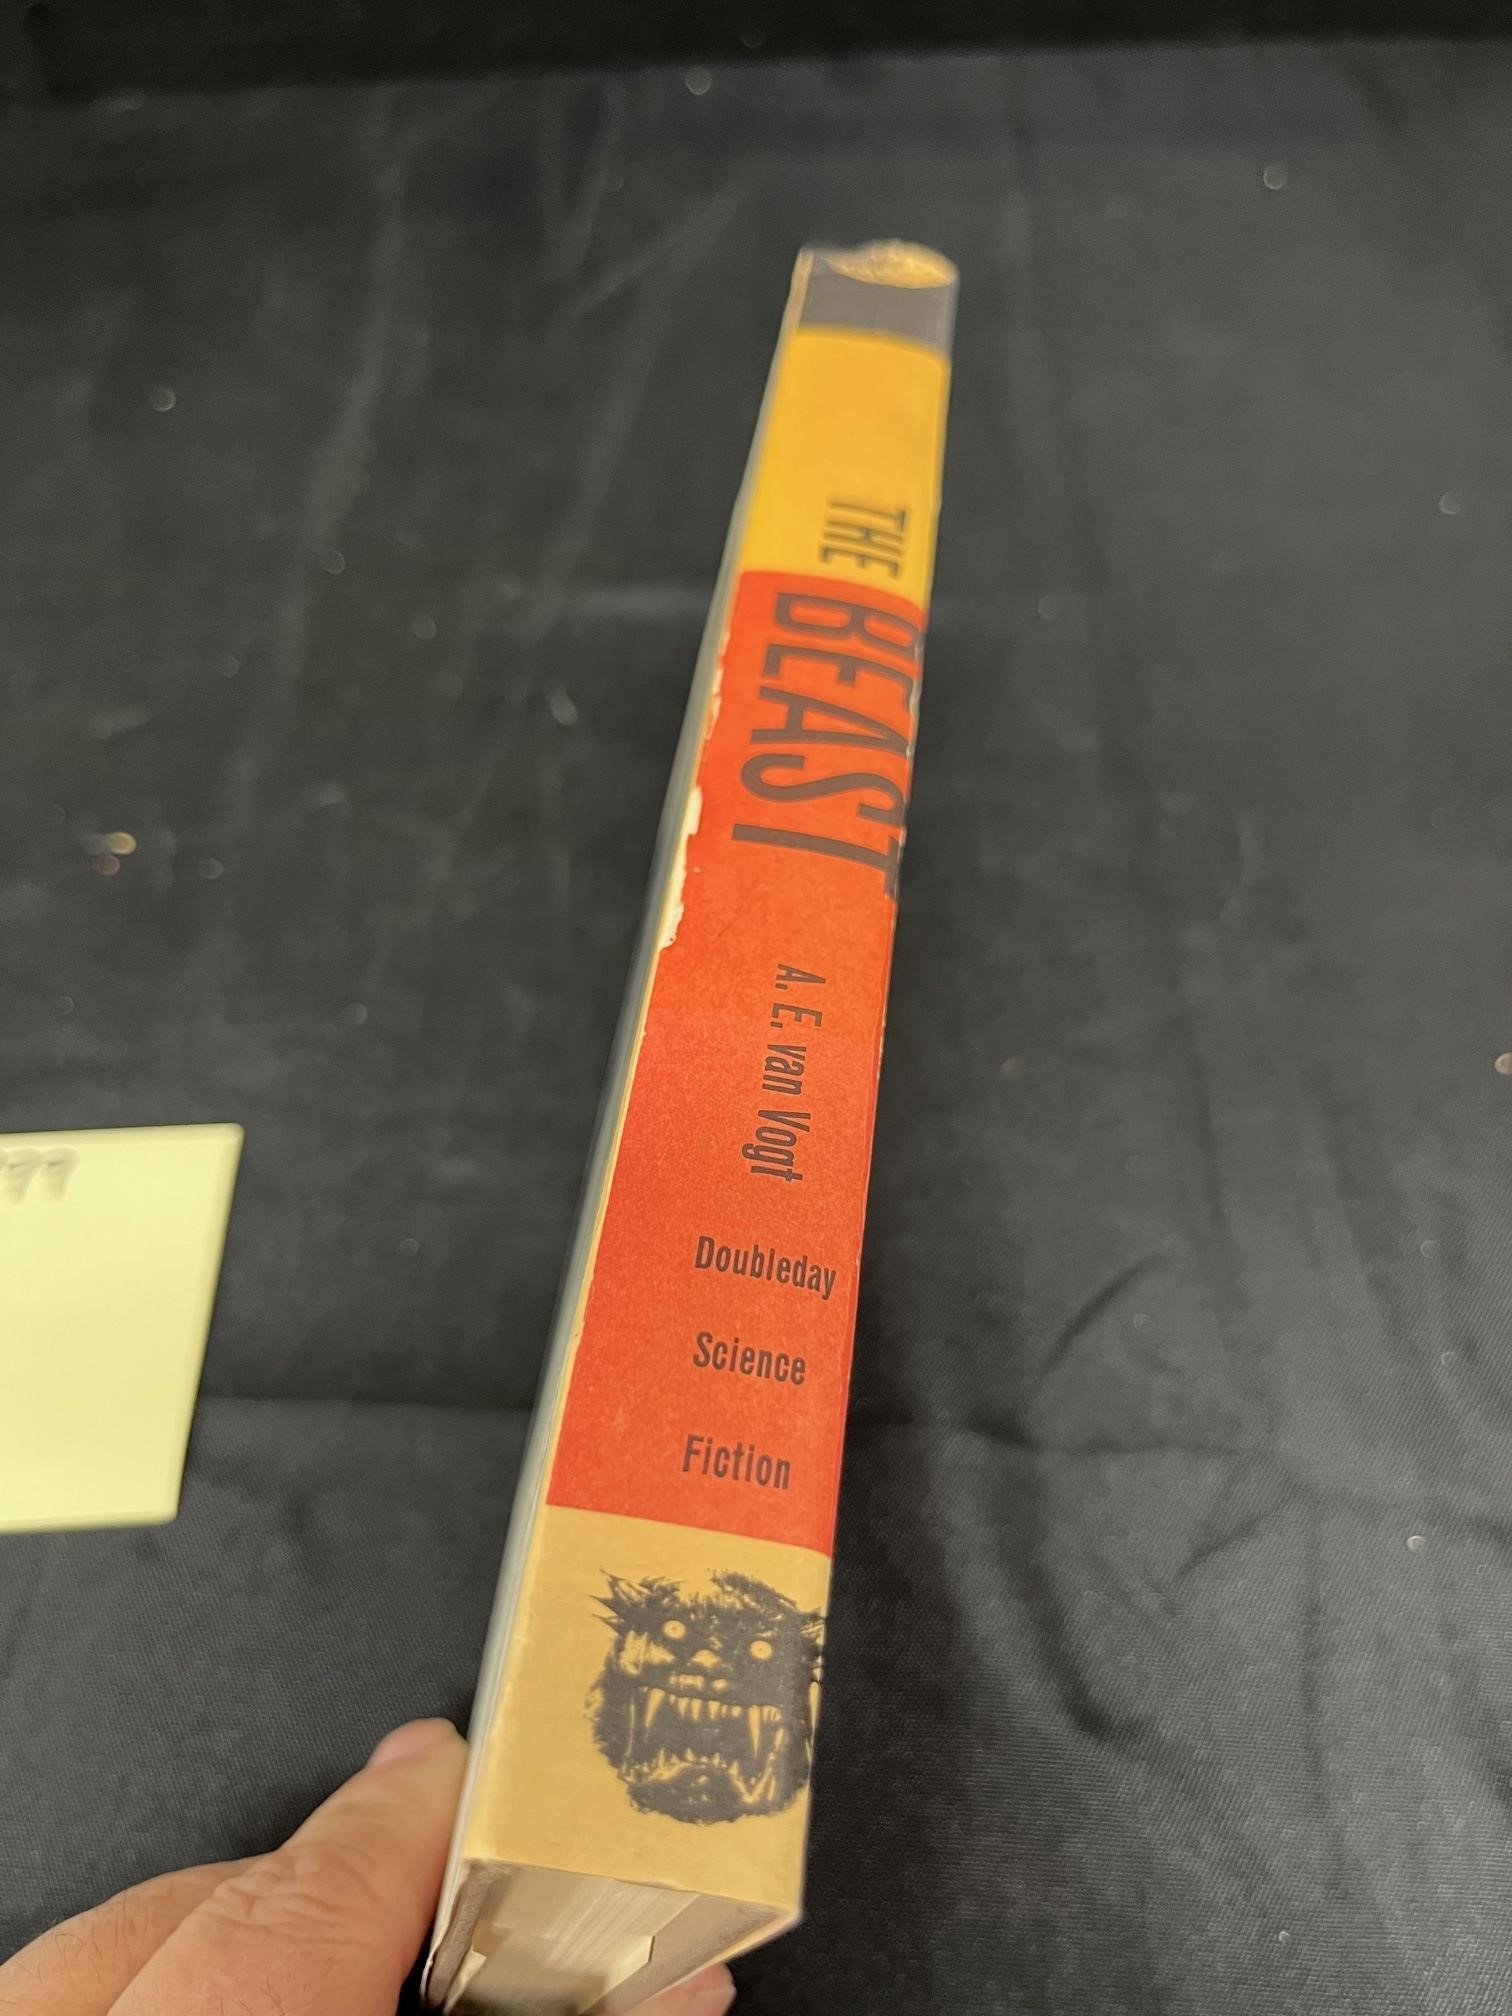 THE BEAST
A. E. van Vogt
Doubleday
Science
Fiction